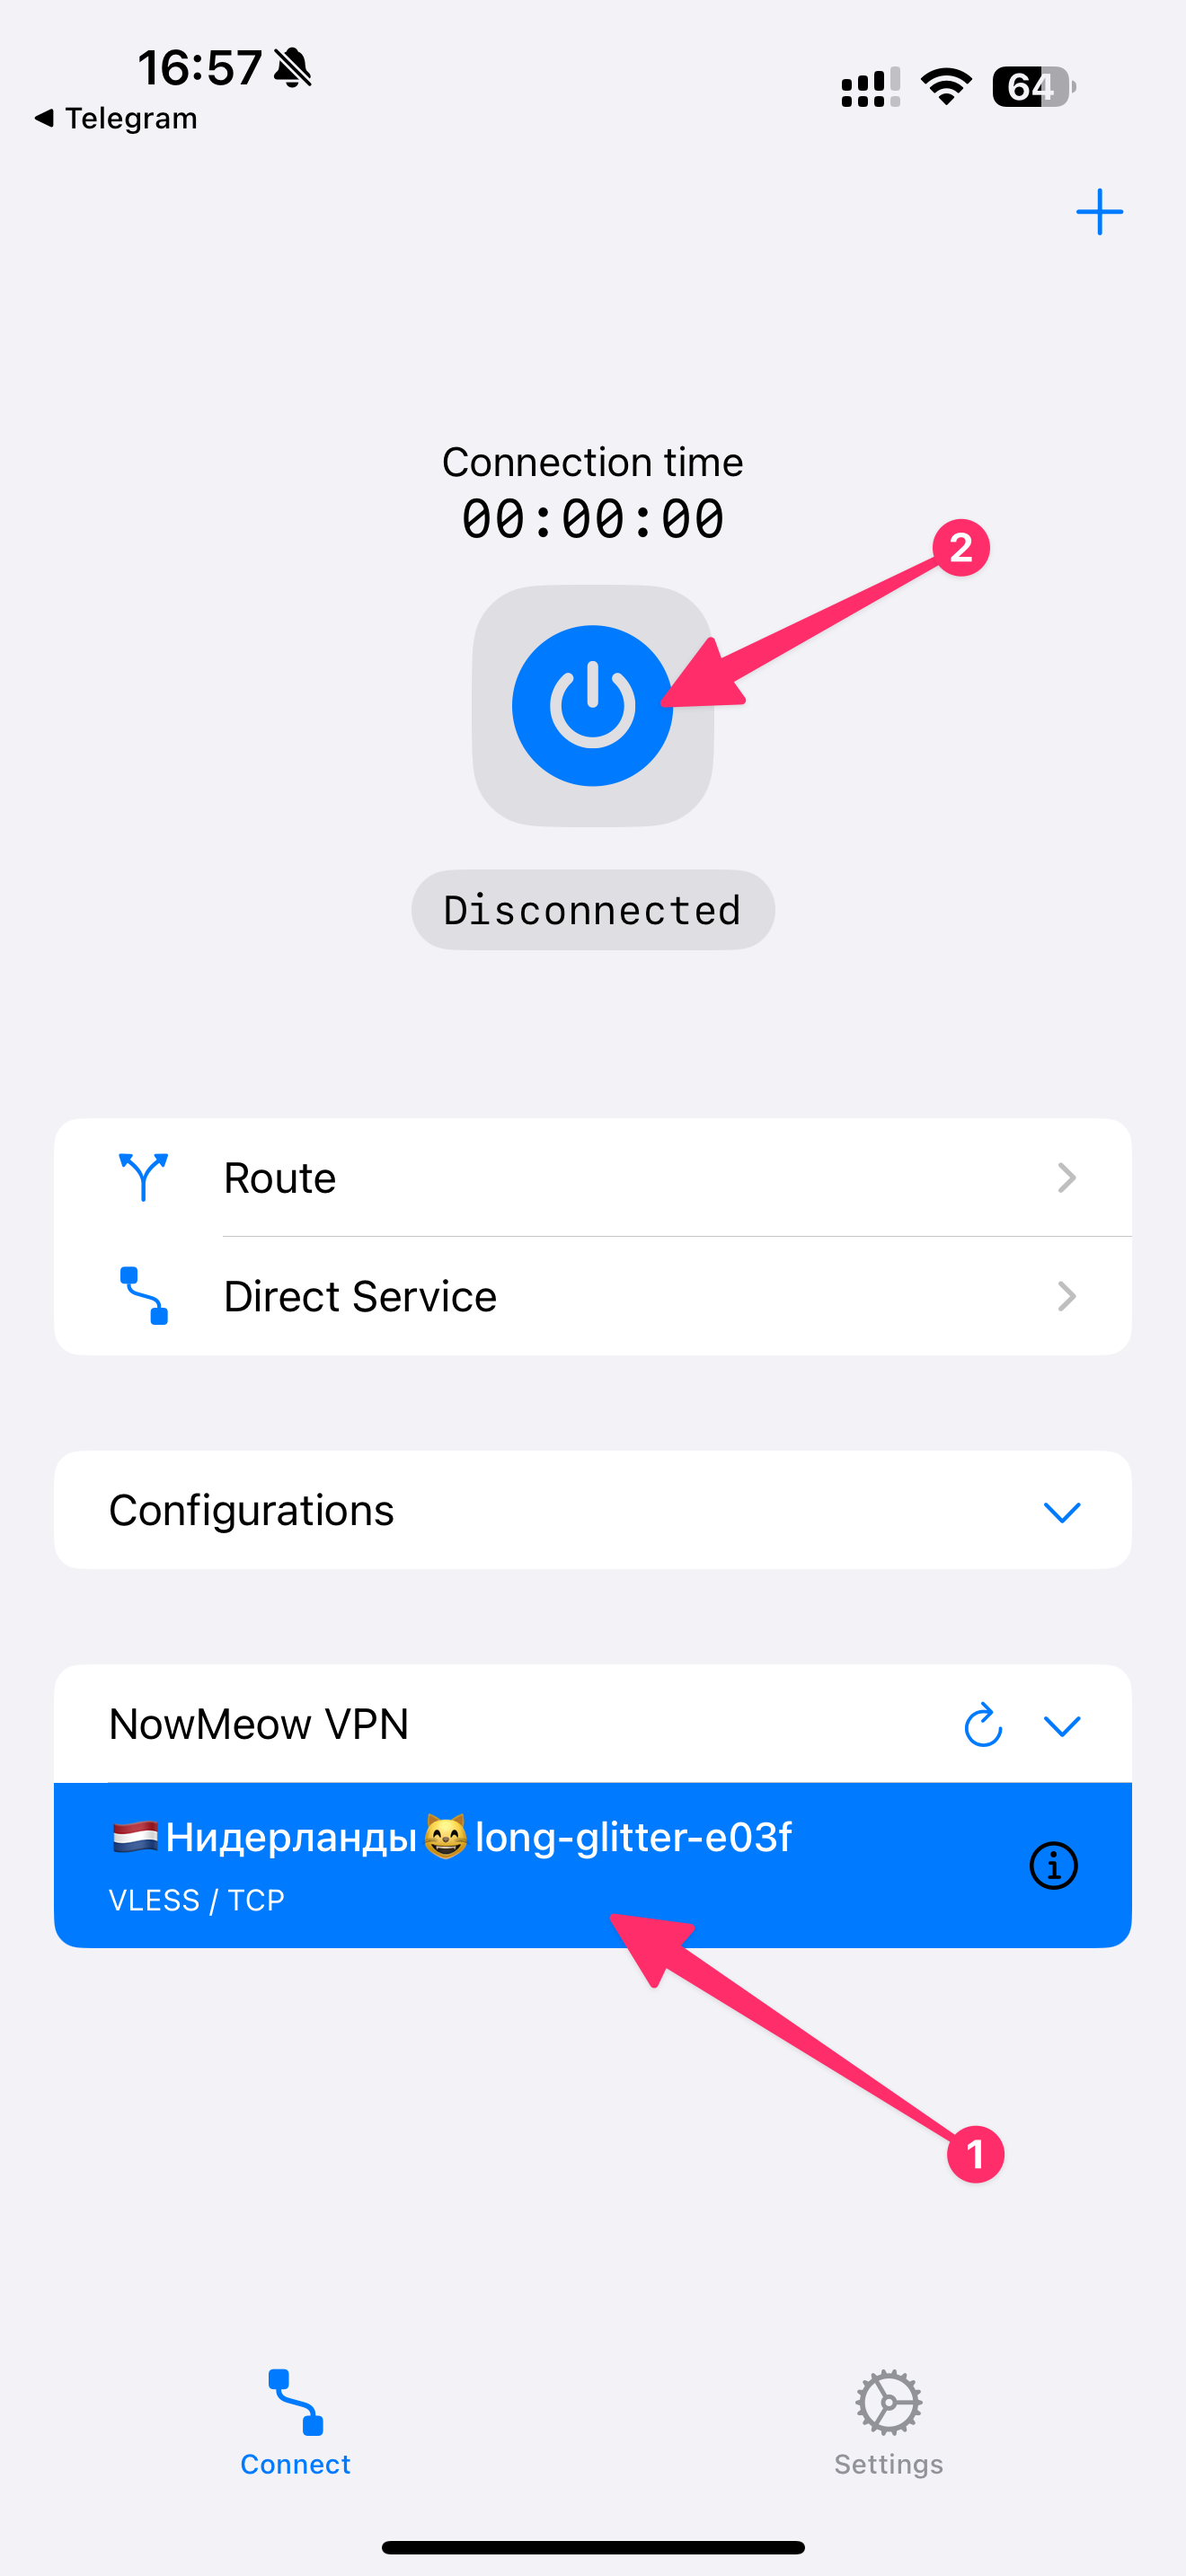 16:57
64
Telegram
Connection time
00:00:00
2
Disconnected
Route
Direct Service
Configurations
NowMeow VPN
🇳🇱Нидерланды😸long-glitter-e03f
VLESS / TCP
1
Connect
Settings